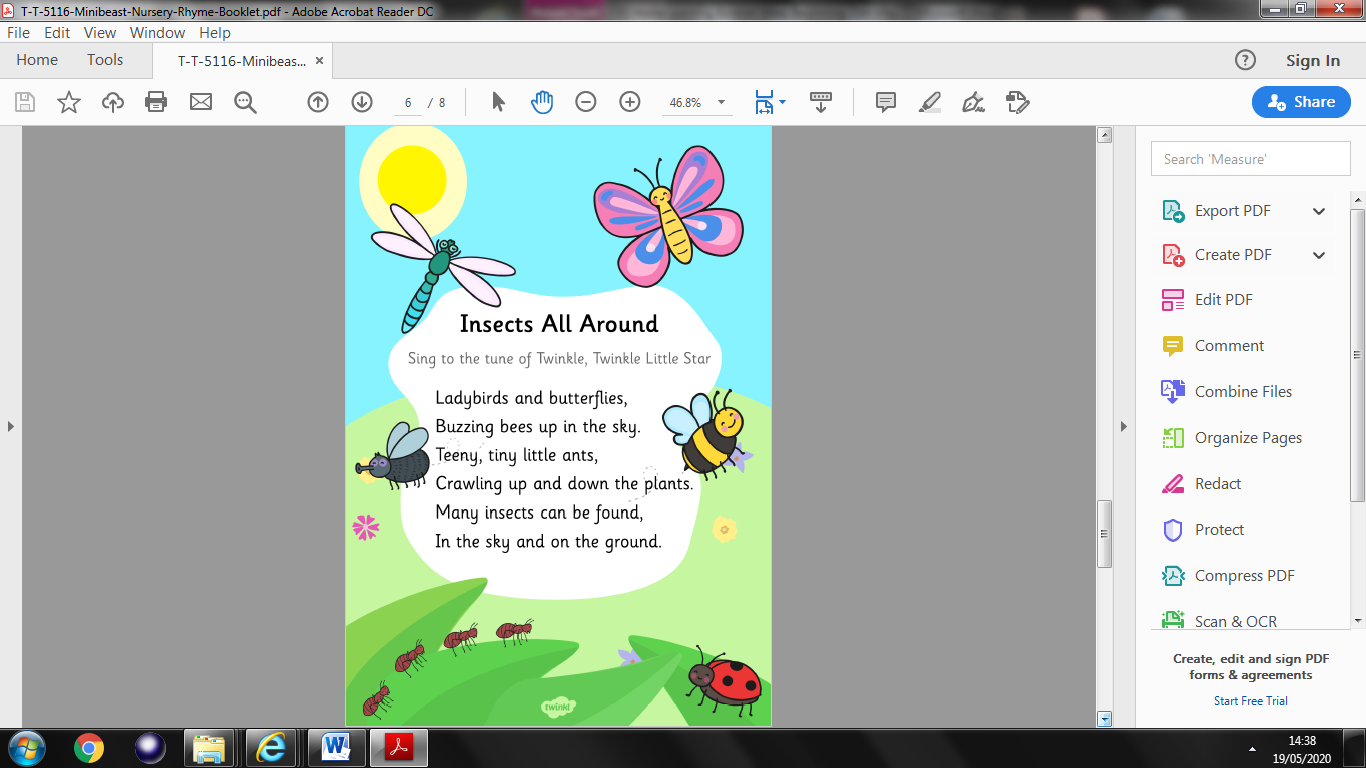 T-T-5116-Minibeast-Nursery-Rhyme-Booklet.pdf - Adobe Acrobat Reader DC
File Edit View Window Help
Home Tools T-T-5116-Minibeas... ×
Sign In
6 / 8 46.8% Share
Insects All Around
Sing to the tune of Twinkle, Twinkle Little Star
Ladybirds and butterflies,
Buzzing bees up in the sky.
Teeny, tiny little ants,
Crawling up and down the plants.
Many insects can be found,
In the sky and on the ground.
twinkl
Search 'Measure'
Export PDF
Create PDF
Edit PDF
Comment
Combine Files
Organize Pages
Redact
Protect
Compress PDF
Scan & OCR
Create, edit and sign PDF
forms & agreements
Start Free Trial
14:38
19/05/2020